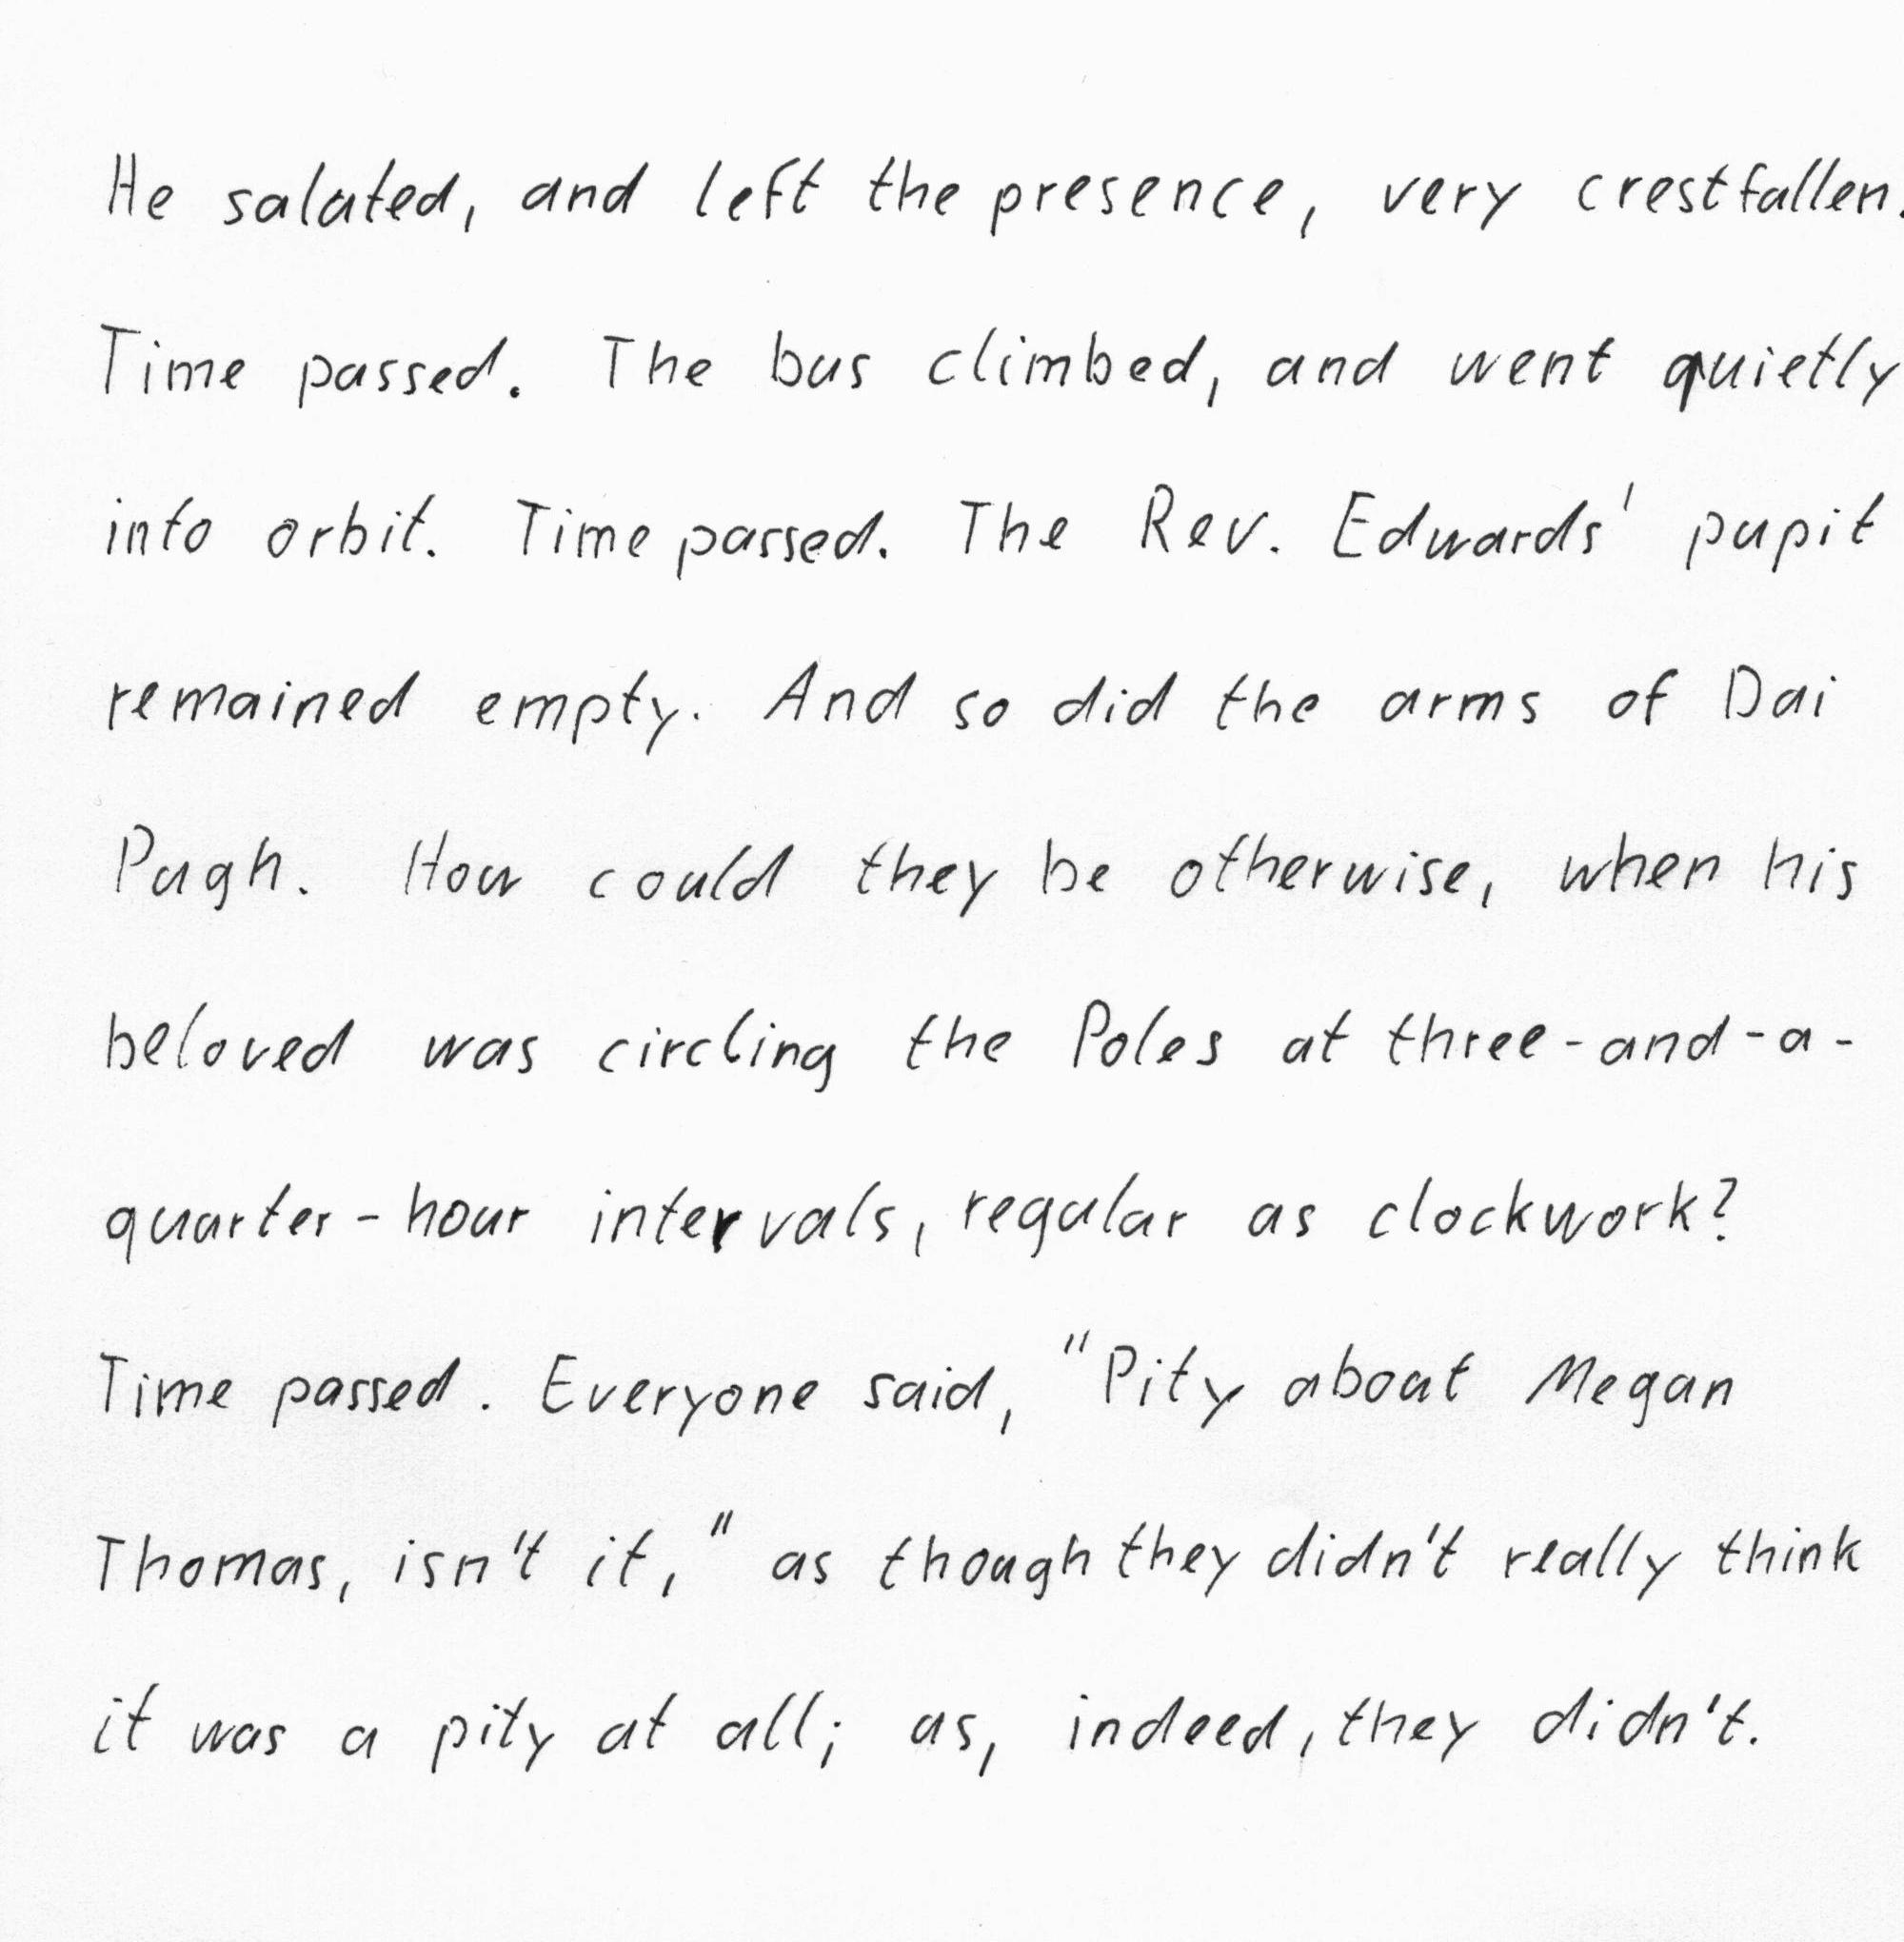 He saluted, and left the presence, very crestfallen.
Time passed. The bus climbed, and went quietly
into orbit. Time passed. The Rev. Edwards' pupit
remained empty. And so did the arms of Dai
Pugh. How could they be otherwise, when his
beloved was circling the Poles at three-and-a-
quarter-hour intervals, regular as clockwork?
Time passed. Everyone said, "Pity about Megan
Thomas, isn't it," as though they didn't really think
it was a pity at all; as, indeed, they didn't.